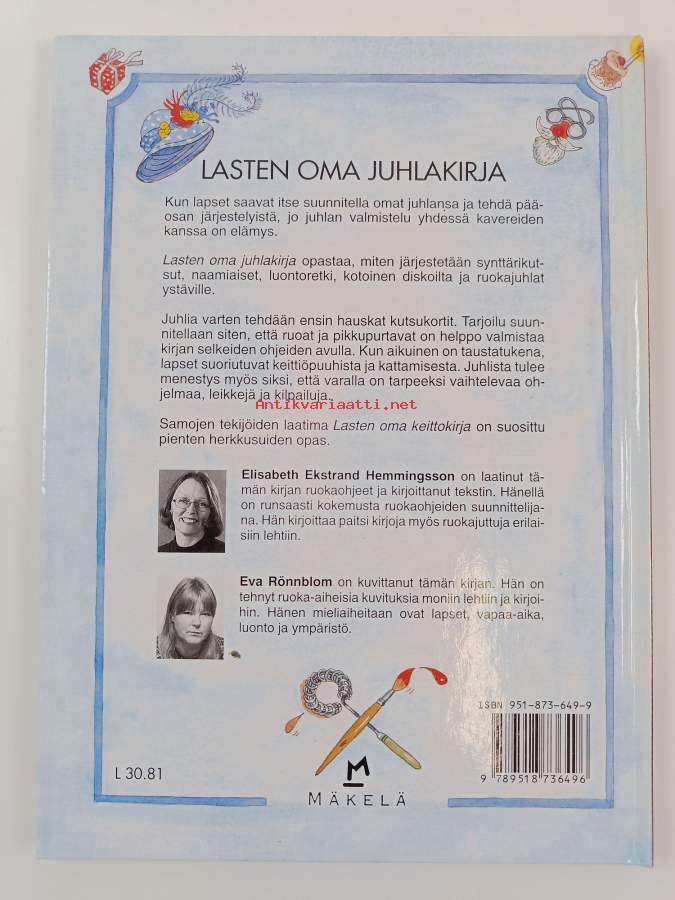 LASTEN OMA JUHLAKIRJA
Kun lapset saavat itse suunnitella omat juhlansa ja tehdä pää-
osan järjestelyistä, jo juhlan valmistelu yhdessä kavereiden
kanssa on elämys.
Lasten oma juhlakirja opastaa, miten järjestetään synttärikut-
sut, naamiaiset, luontoretki, kotoinen diskoilta ja ruokajuhlat
ystäville.
Juhlia varten tehdään ensin hauskat kutsukortit. Tarjoilu suun-
nitellaan siten, että ruoat ja pikkupurtavat on helppo valmistaa
kirjan selkeiden ohjeiden avulla. Kun aikuinen on taustatukena,
lapset suoriutuvat keittiöpuuhista ja kattamisesta. Juhlista tulee
menestys myös siksi, että varalla on tarpeeksi vaihtelevaa oh-
jelmaa, leikkejä ja kilpailuja.
Antikvariaatti.net
Samojen tekijöiden laatima Lasten oma keittokirja on suosittu
pienten herkkusuiden opas.
Elisabeth Ekstrand Hemmingsson on laatinut tä-
män kirjan ruokaohjeet ja kirjoittanut tekstin. Hänellä
on runsaasti kokemusta ruokaohjeiden suunnittelija-
na. Hän kirjoittaa paitsi kirjoja myös ruokajuttuja erilai-
siin lehtiin.
Eva Rönnblom on kuvittanut tämän kirjan. Hän on
tehnyt ruoka-aiheisia kuvituksia moniin lehtiin ja kirjoi-
hin. Hänen mieliaiheitaan ovat lapset, vapaa-aika,
luonto ja ympäristö.
ISBN 951-873-649-9
9 789518 736496
L 30.81
M
MÄKELÄ